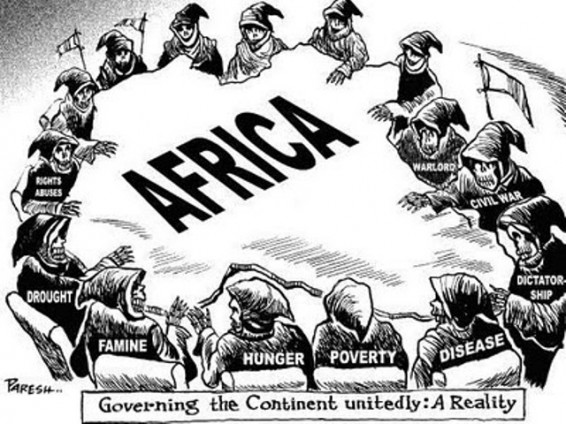 AFRICA
RIGHTS
ABUSES
WARLORD
CIVIL WAR
DROUGHT
DICTATOR-
SHIP
FAMINE
HUNGER
POVERTY
DISEASE
PARESH..
Governing the Continent unitedly: A Reality